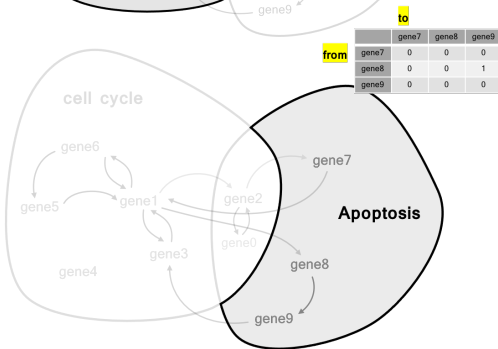 gene9
to
gene7 gene8 gene9
from
gene7 0 0 0
gene8 0 0 1
gene9 0 0 0
cell cycle
gene6
gene7
gene5
gene1
gene2
Apoptosis
gene0
gene3
gene8
gene4
gene9